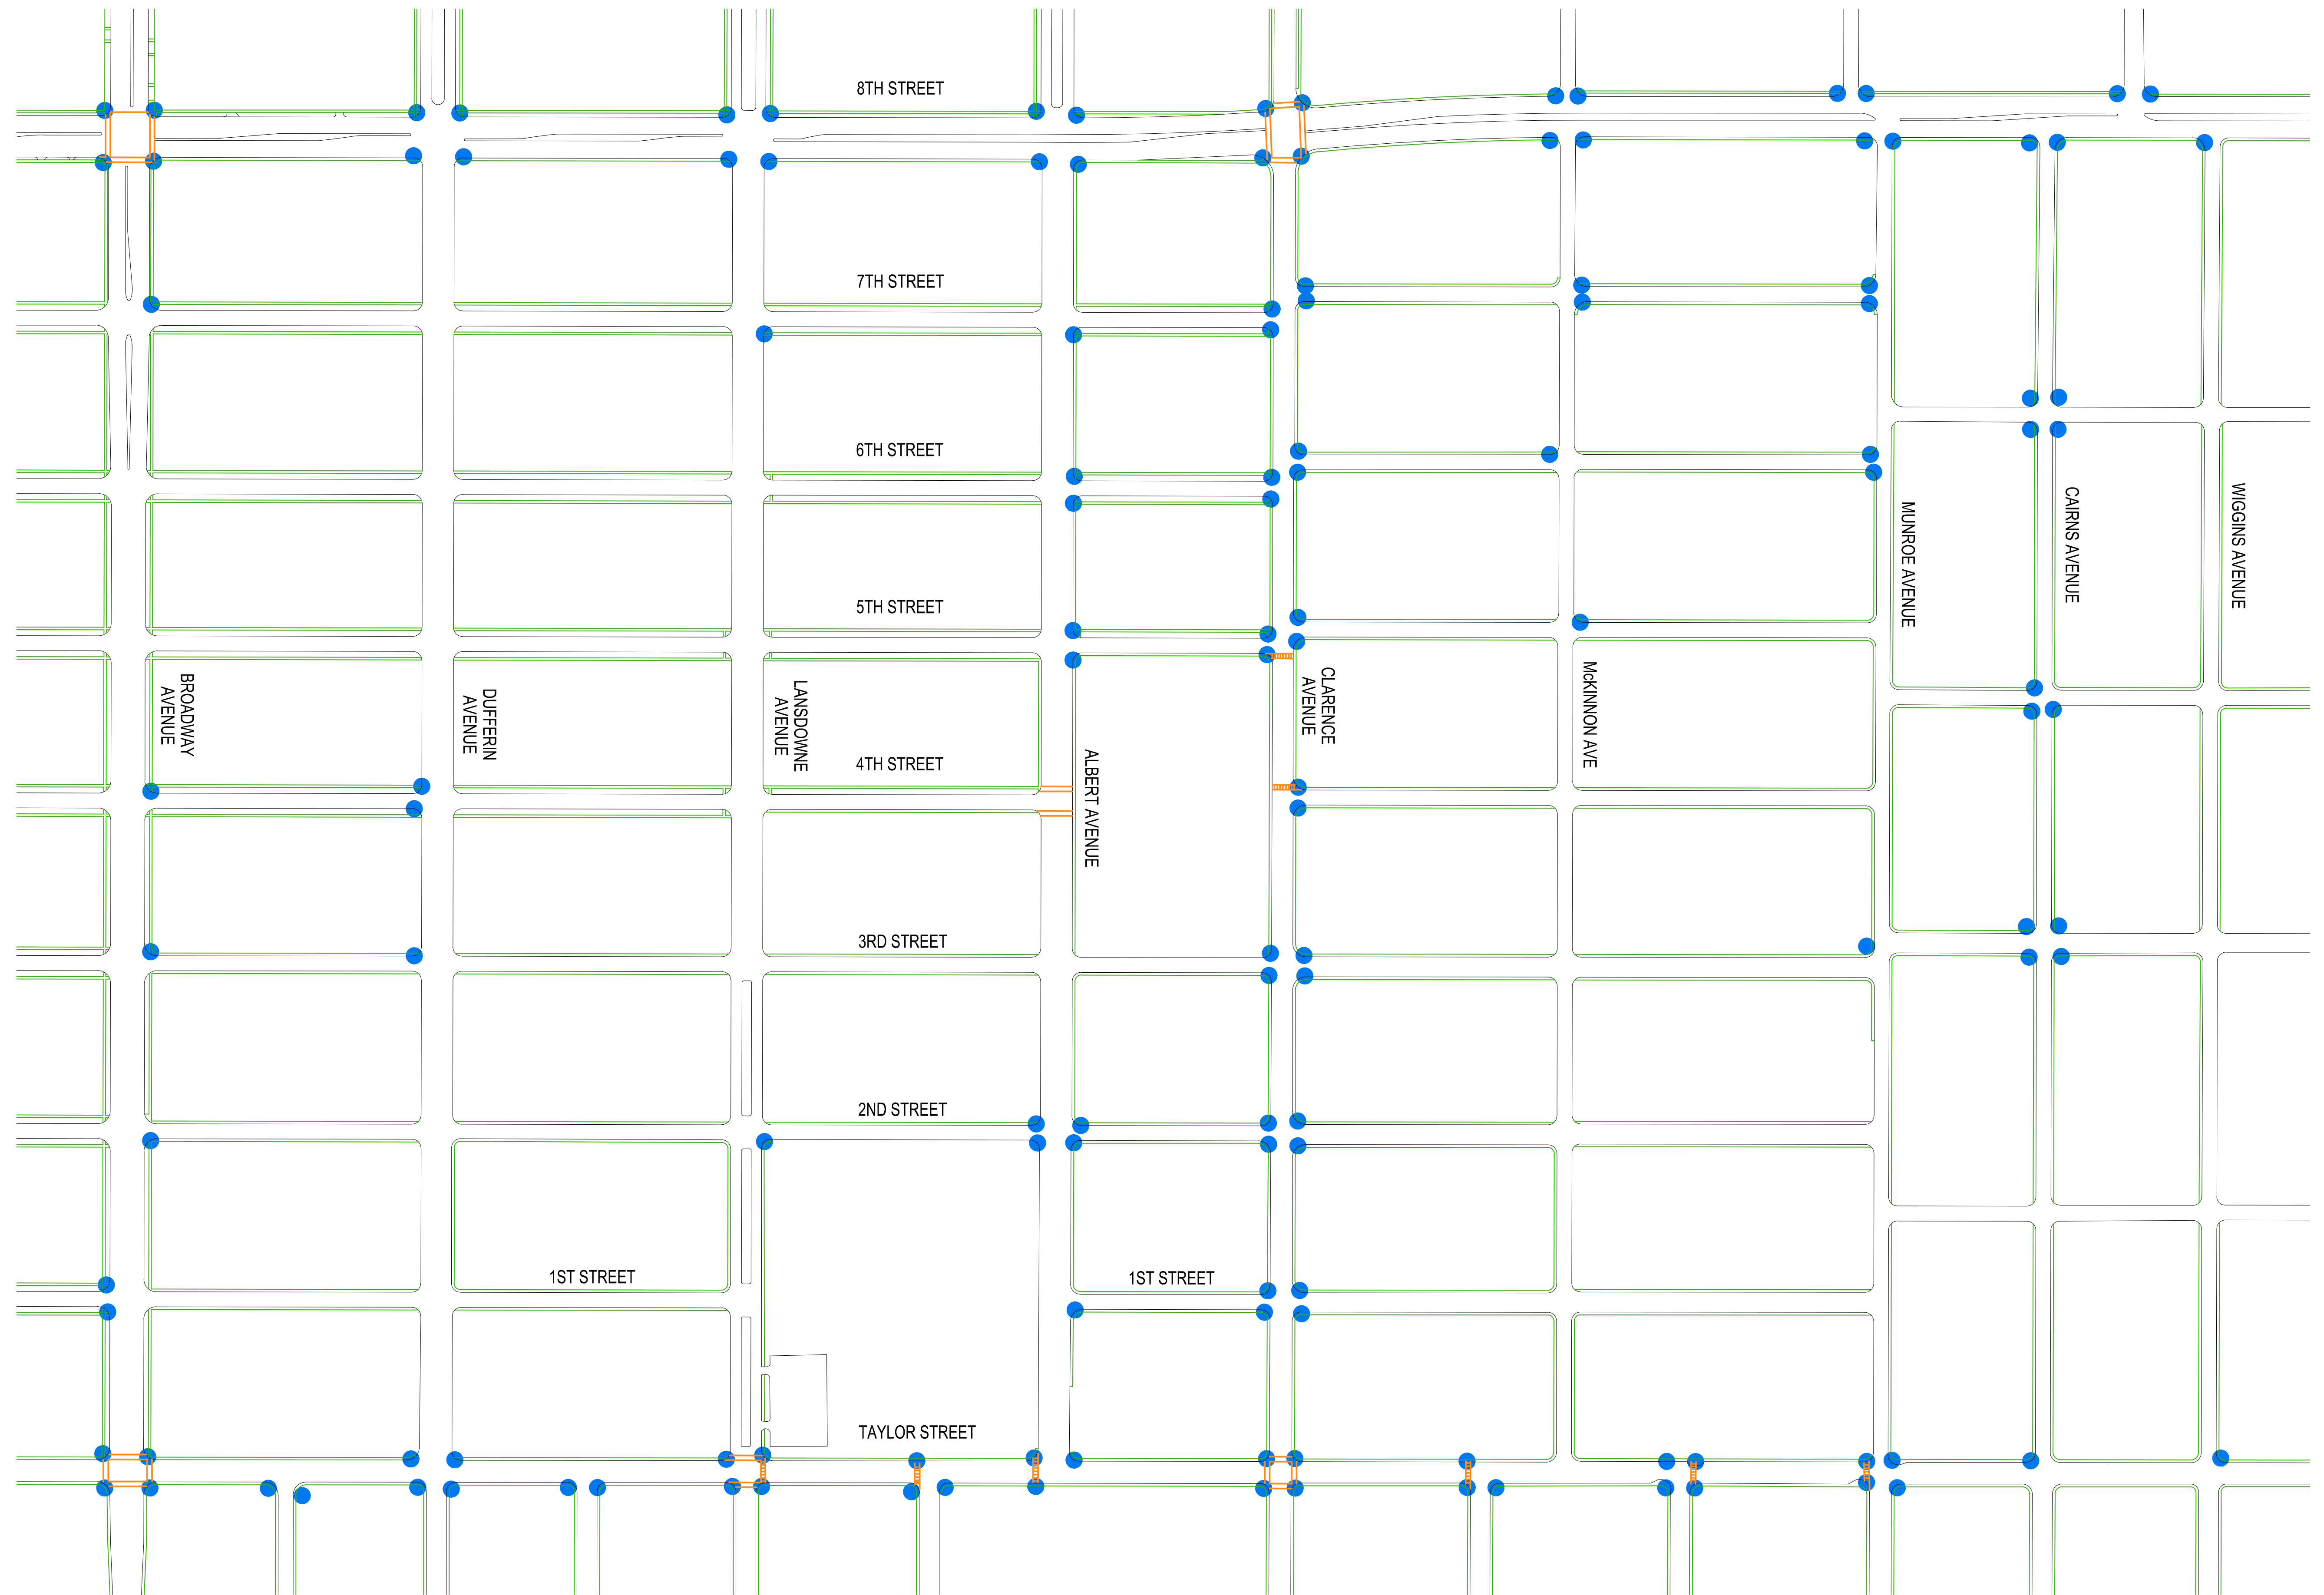 8TH STREET
7TH STREET
6TH STREET
5TH STREET
4TH STREET
3RD STREET
2ND STREET
1ST STREET
1ST STREET
TAYLOR STREET
BROADWAY
AVENUE
DUFFERIN
AVENUE
LANSDOWNE
AVENUE
ALBERT AVENUE
CLARENCE
AVENUE
McKINNON AVE
MUNROE AVENUE
CAIRNS AVENUE
WIGGINS AVENUE